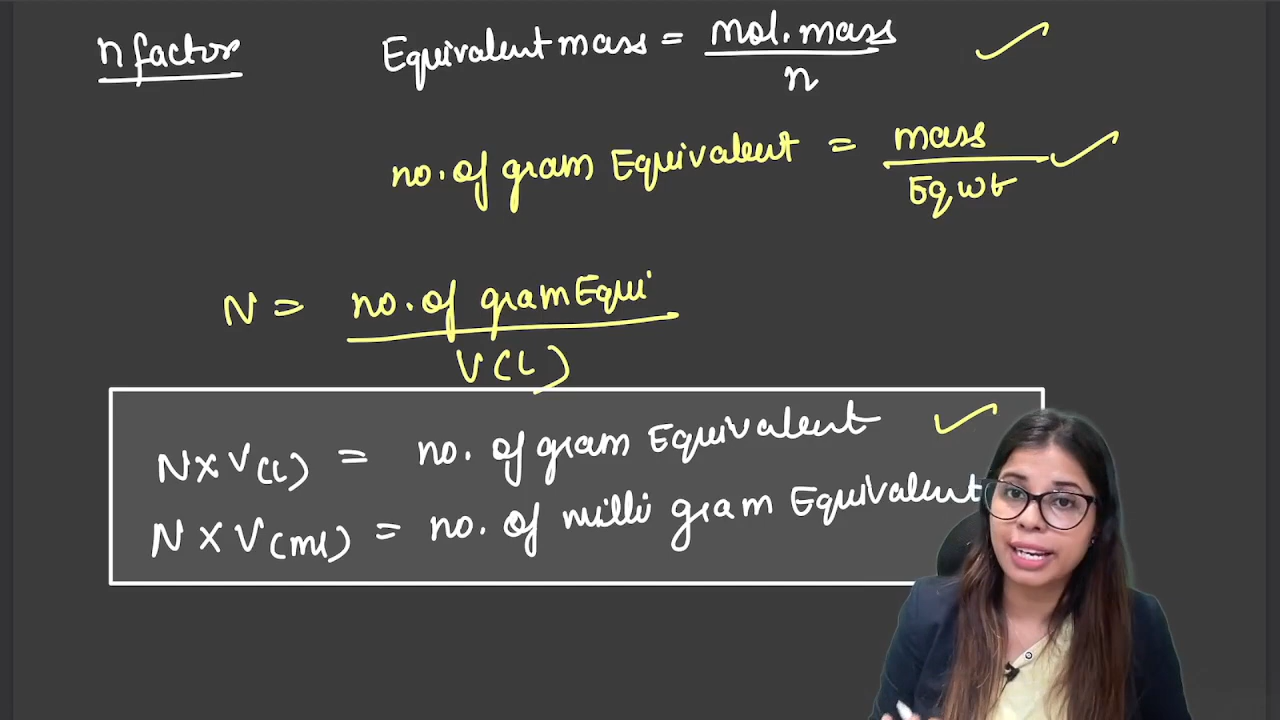 n factor
Equivalent mass = mol. mass
n
no. of gram Equivalent = mass
Eq wt
N = no. of gram Equi
V(L)
N x V(L) = no. of gram Equivalent
N x V(ml) = no. of milli gram Equivalent